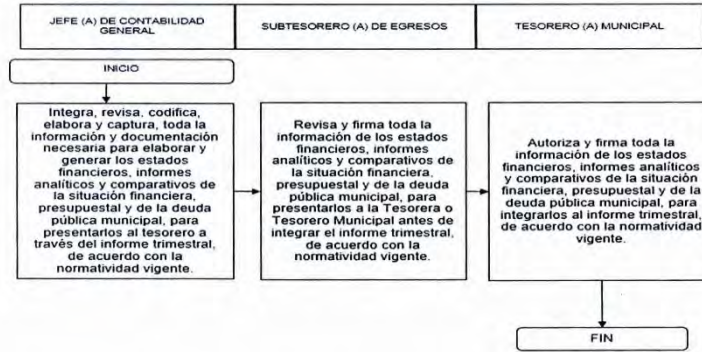 JEFE (A) DE CONTABILIDAD
GENERAL
SUBTESORERO (A) DE EGRESOS
TESORERO (A) MUNICIPAL
INICIO
Integra, revisa, codifica,
elabora y captura, toda la
información y documentación
necesaria para elaborar y
generar los estados
financieros, informes
analíticos y comparativos de
la situación financiera,
presupuestal y de la deuda
pública municipal, para
presentarlos al tesorero a
través del informe trimestral,
de acuerdo con la
normatividad vigente.
Revisa y firma toda la
información de los estados
financieros, informes
analíticos y comparativos de
la situación financiera,
presupuestal y de la deuda
pública municipal, para
presentarlos a la Tesorera o
Tesorero Municipal antes de
integrar el informe trimestral,
de acuerdo con la
normatividad vigente.
Autoriza y firma toda la
información de los estados
financieros, informes analíticos
y comparativos de la situación
financiera, presupuestal y de la
deuda pública municipal, para
integrarlos al informe trimestral,
de acuerdo con la normatividad
vigente.
FIN